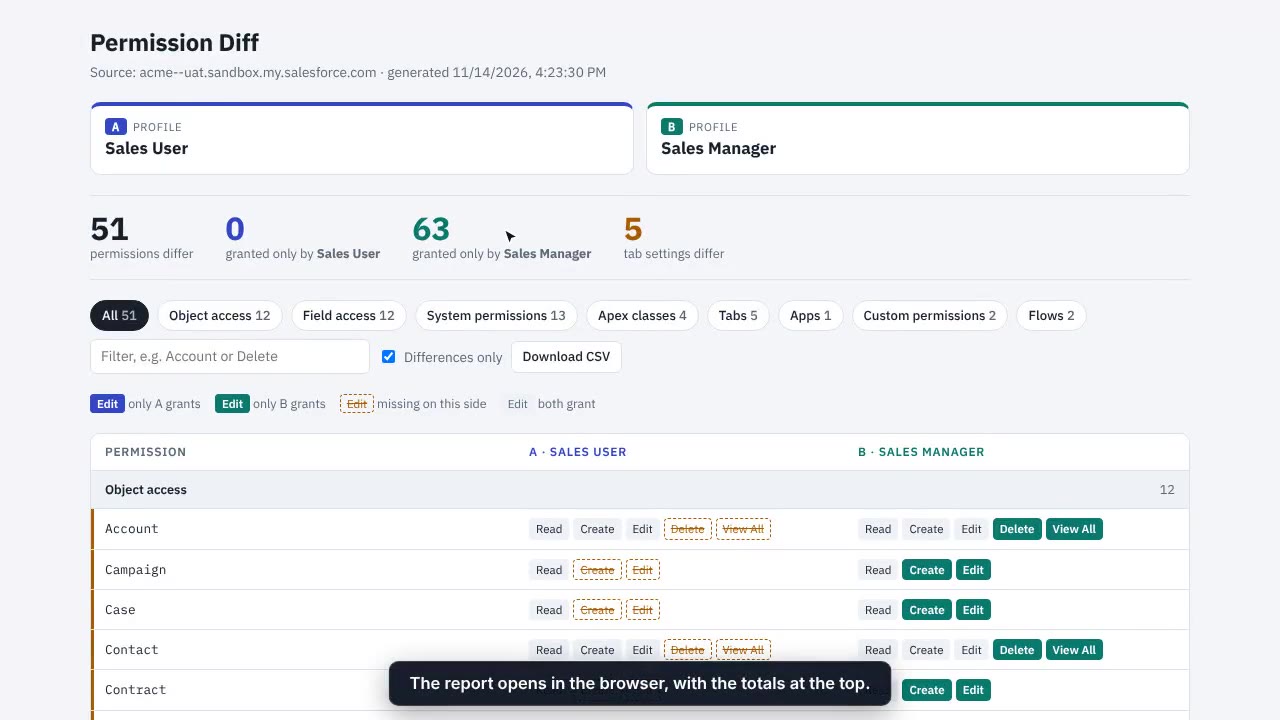 Permission Diff
Source: acme--uat.sandbox.my.salesforce.com · generated 11/14/2026, 4:23:30 PM
A PROFILE
Sales User
B PROFILE
Sales Manager
51
permissions differ
0
granted only by Sales User
63
granted only by Sales Manager
5
tab settings differ
All 51 Object access 12 Field access 12 System permissions 13 Apex classes 4 Tabs 5 Apps 1 Custom permissions 2 Flows 2
Filter, e.g. Account or Delete Differences only Download CSV
Edit only A grants Edit only B grants Edit missing on this side Edit both grant
PERMISSION A · SALES USER B · SALES MANAGER
Object access 12
Account Read Create Edit Delete View All Read Create Edit Delete View All
Campaign Read Create Edit Read Create Edit
Case Read Create Edit Read Create Edit
Contact Read Create Edit Delete View All Read Create Edit Delete View All
Contract Create Edit
The report opens in the browser, with the totals at the top.